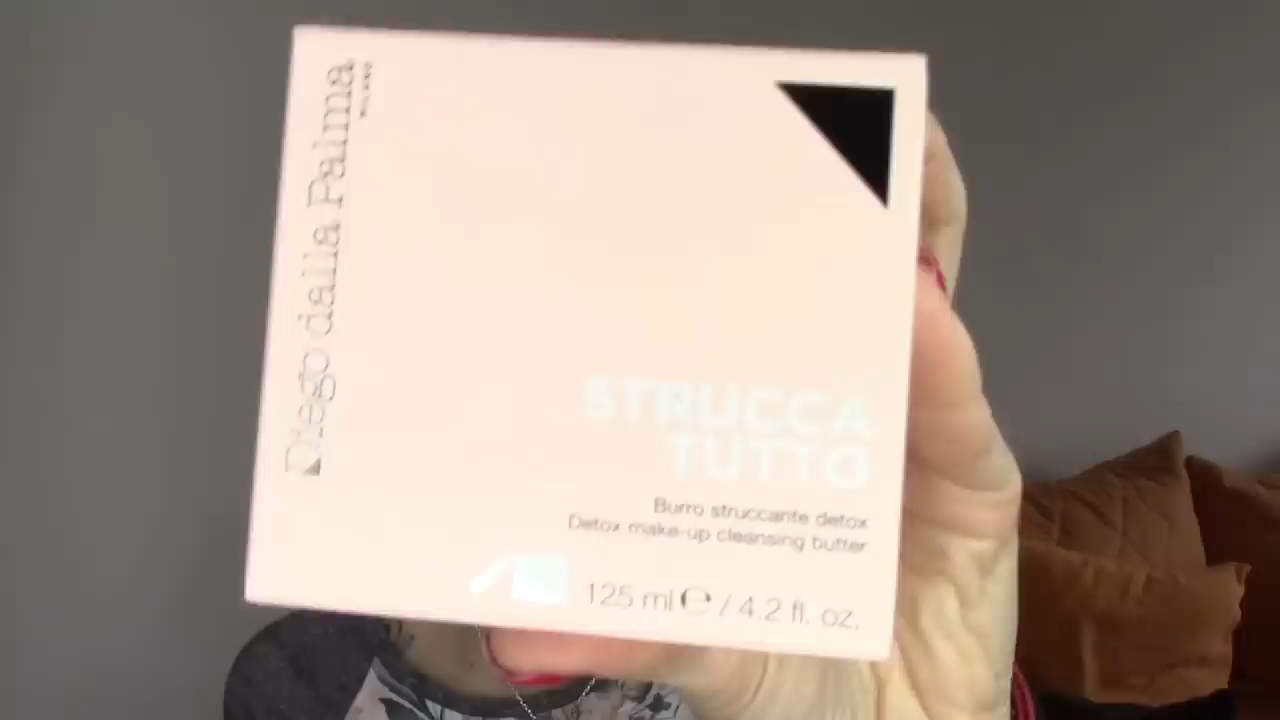 Diego dalla Palma
MILANO
STRUCCA
TUTTO
Burro struccante detox
Detox make-up cleansing butter
125 ml ℮ / 4.2 fl. oz.